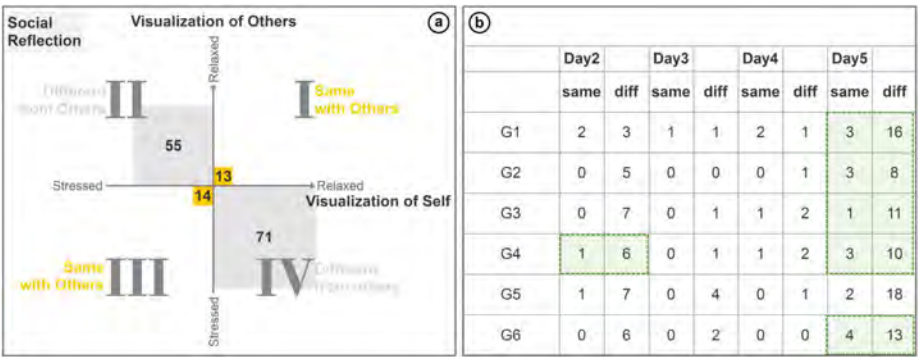 Social
Reflection
Visualization of Others
a
Relaxed
Different
from Others
II
I
Same
with Others
55
13
Stressed
Relaxed
14
Visualization of Self
71
Same
with Others
III
IV
Different
from others
Stressed
b
Day2 Day3 Day4 Day5
same diff same diff same diff same diff
G1 2 3 1 1 2 1 3 16
G2 0 5 0 0 0 1 3 8
G3 0 7 0 1 1 2 1 11
G4 1 6 0 1 1 2 3 10
G5 1 7 0 4 0 1 2 18
G6 0 6 0 2 0 0 4 13